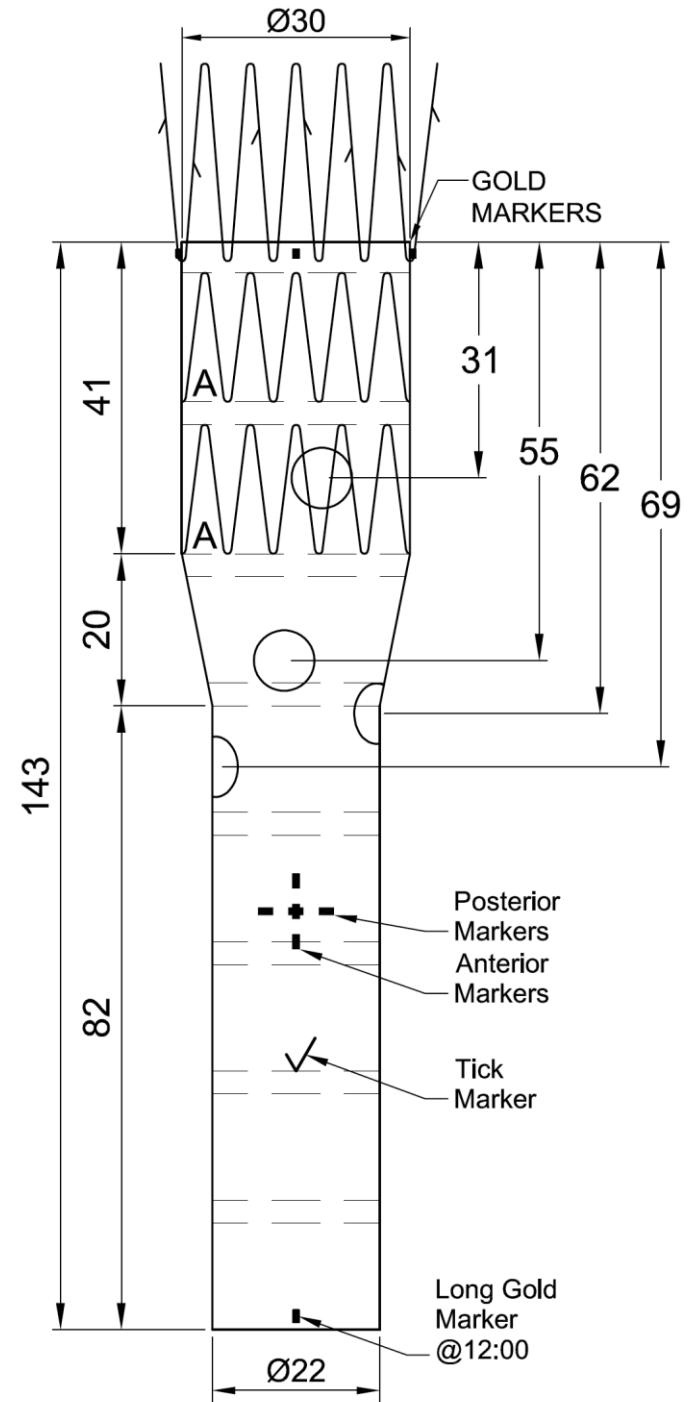 Ø30
GOLD
MARKERS
31
41
A
55
62
69
A
20
143
Posterior
Markers
Anterior
Markers
82
Tick
Marker
Long Gold
Marker
@12:00
Ø22